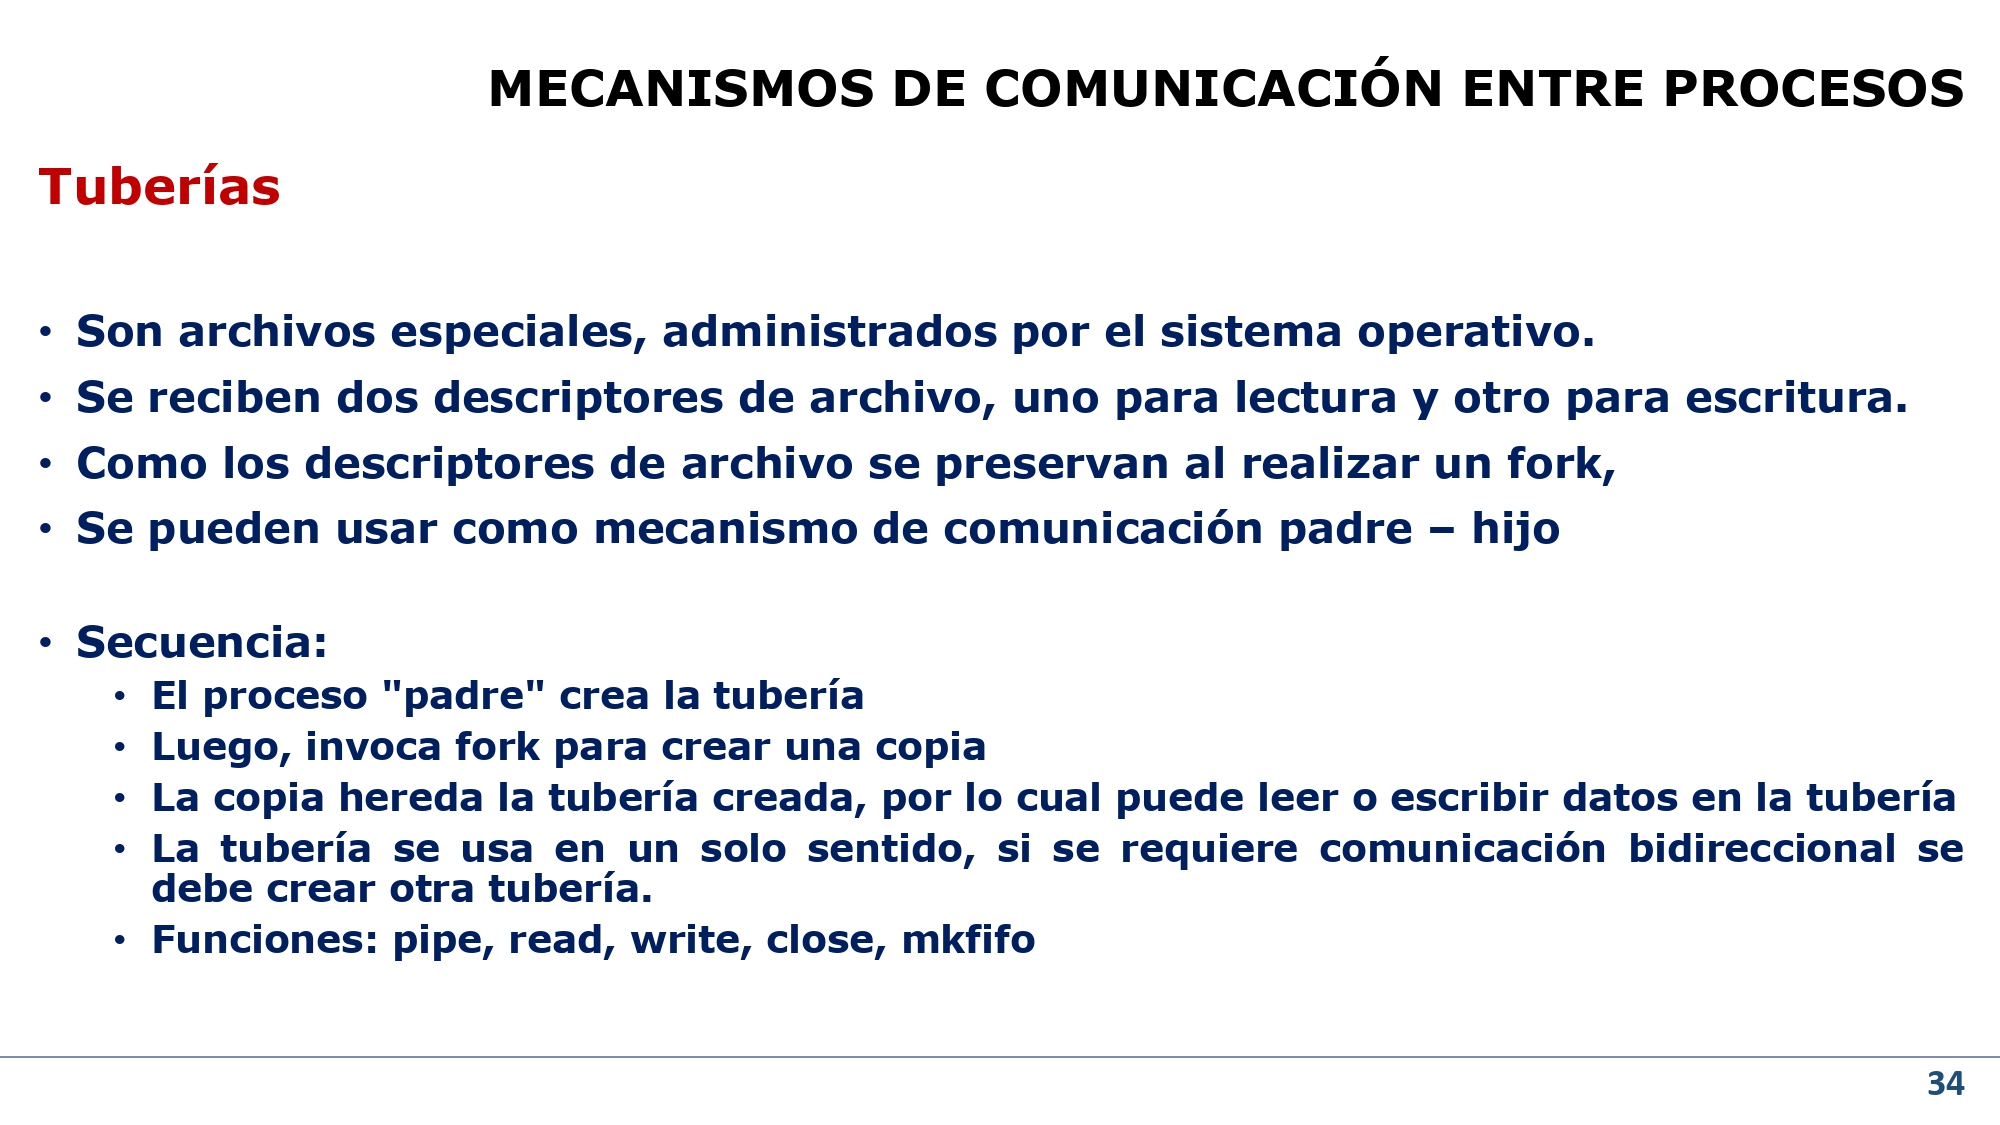 MECANISMOS DE COMUNICACIÓN ENTRE PROCESOS
Tuberías
• Son archivos especiales, administrados por el sistema operativo.
• Se reciben dos descriptores de archivo, uno para lectura y otro para escritura.
• Como los descriptores de archivo se preservan al realizar un fork,
• Se pueden usar como mecanismo de comunicación padre – hijo
• Secuencia:
• El proceso "padre" crea la tubería
• Luego, invoca fork para crear una copia
• La copia hereda la tubería creada, por lo cual puede leer o escribir datos en la tubería
• La tubería se usa en un solo sentido, si se requiere comunicación bidireccional se
debe crear otra tubería.
• Funciones: pipe, read, write, close, mkfifo
34